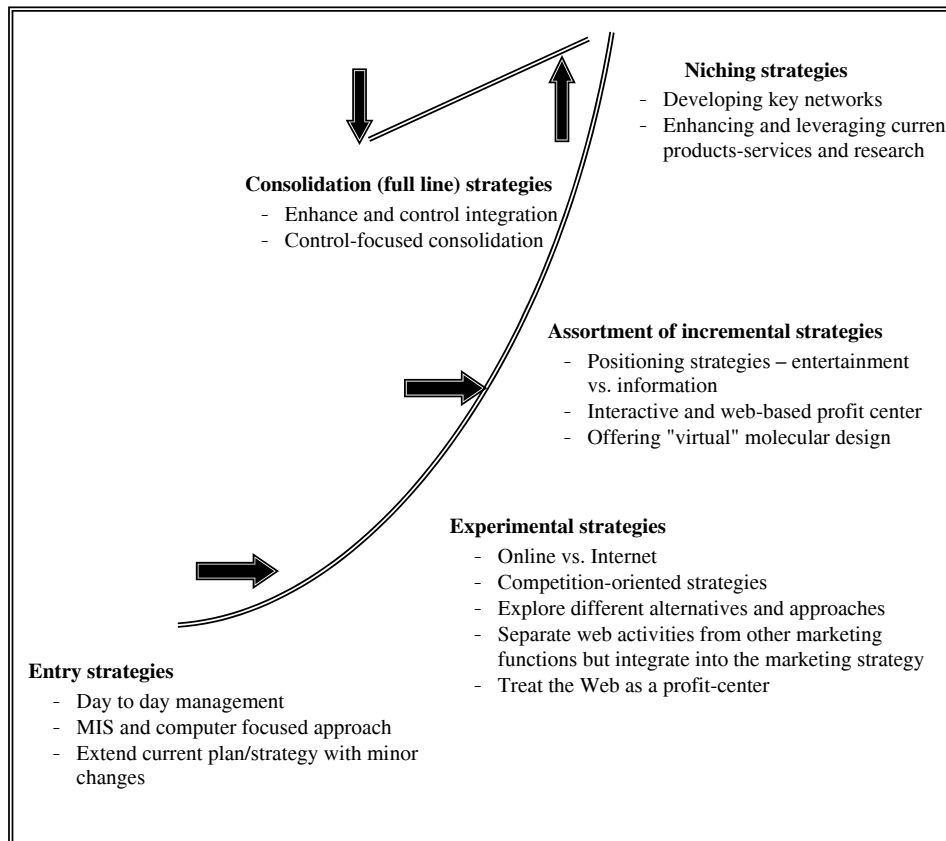 Niching strategies
- Developing key networks
- Enhancing and leveraging curren
products-services and research
Consolidation (full line) strategies
- Enhance and control integration
- Control-focused consolidation
Assortment of incremental strategies
- Positioning strategies – entertainment
vs. information
- Interactive and web-based profit center
- Offering "virtual" molecular design
Experimental strategies
- Online vs. Internet
- Competition-oriented strategies
- Explore different alternatives and approaches
- Separate web activities from other marketing
functions but integrate into the marketing strategy
- Treat the Web as a profit-center
Entry strategies
- Day to day management
- MIS and computer focused approach
- Extend current plan/strategy with minor
changes